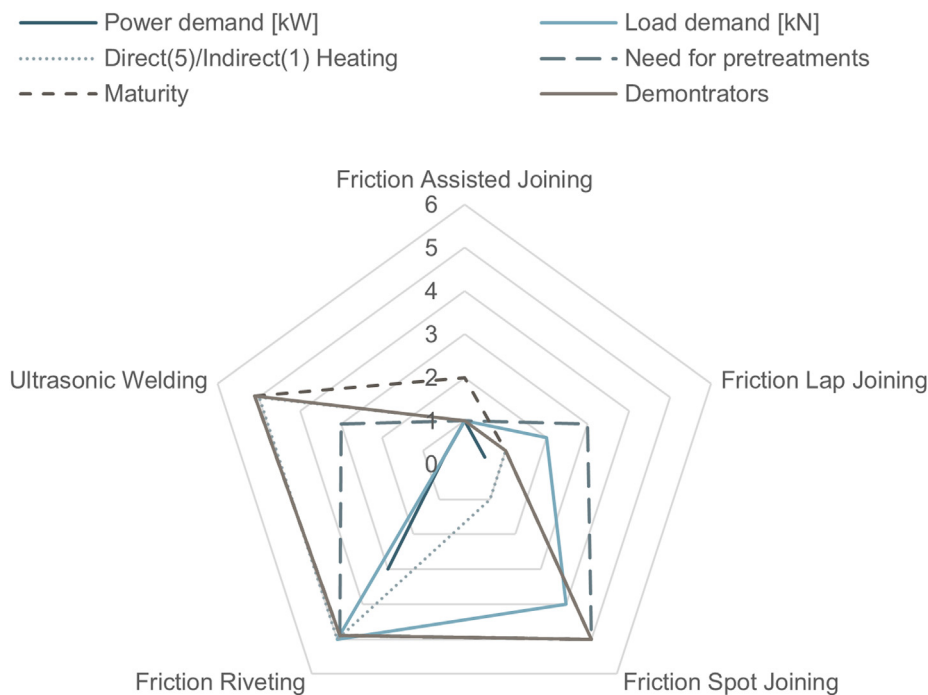 Power demand [kW] Load demand [kN]
Direct(5)/Indirect(1) Heating Need for pretreatments
Maturity Demontrators
Friction Assisted Joining
6
5
4
3
2
1
0
Ultrasonic Welding
Friction Lap Joining
Friction Riveting
Friction Spot Joining